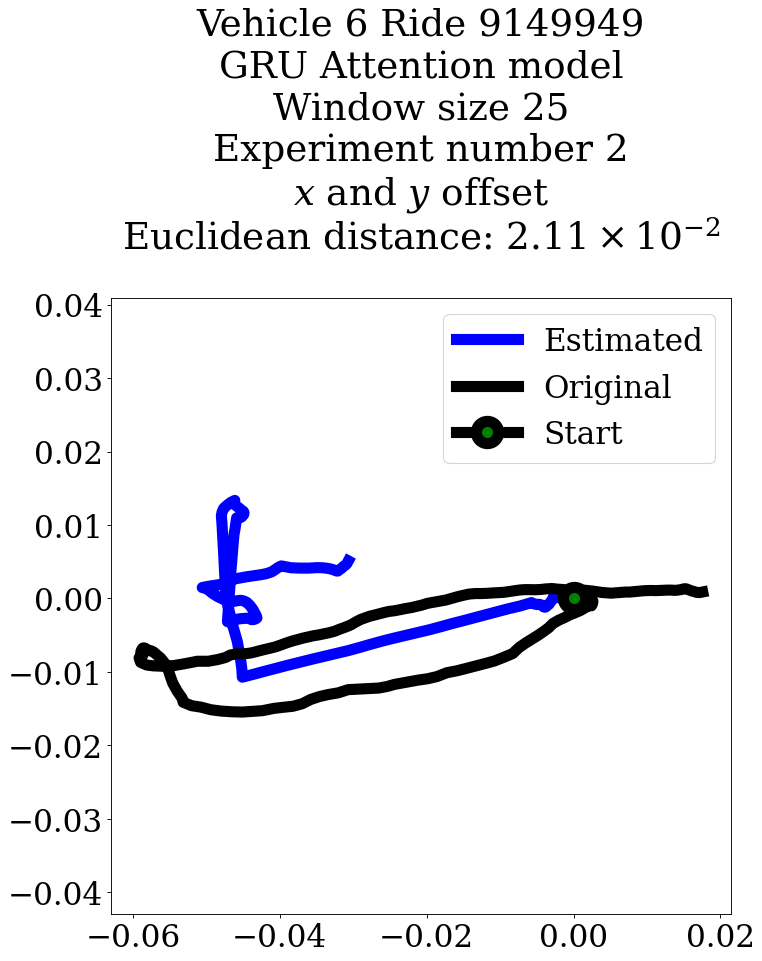 Vehicle 6 Ride 9149949
GRU Attention model
Window size 25
Experiment number 2
x and y offset
Euclidean distance: 2.11 × 10⁻²
Estimated
Original
Start
0.04
0.03
0.02
0.01
0.00
−0.01
−0.02
−0.03
−0.04
−0.06
−0.04
−0.02
0.00
0.02